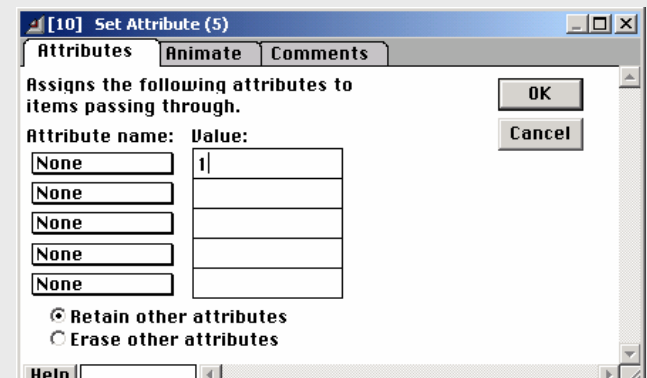 [10] Set Attribute (5)
Attributes Animate Comments
Assigns the following attributes to
items passing through.
OK
Cancel
Attribute name: Value:
None 1
None
None
None
None
Retain other attributes
Erase other attributes
Help